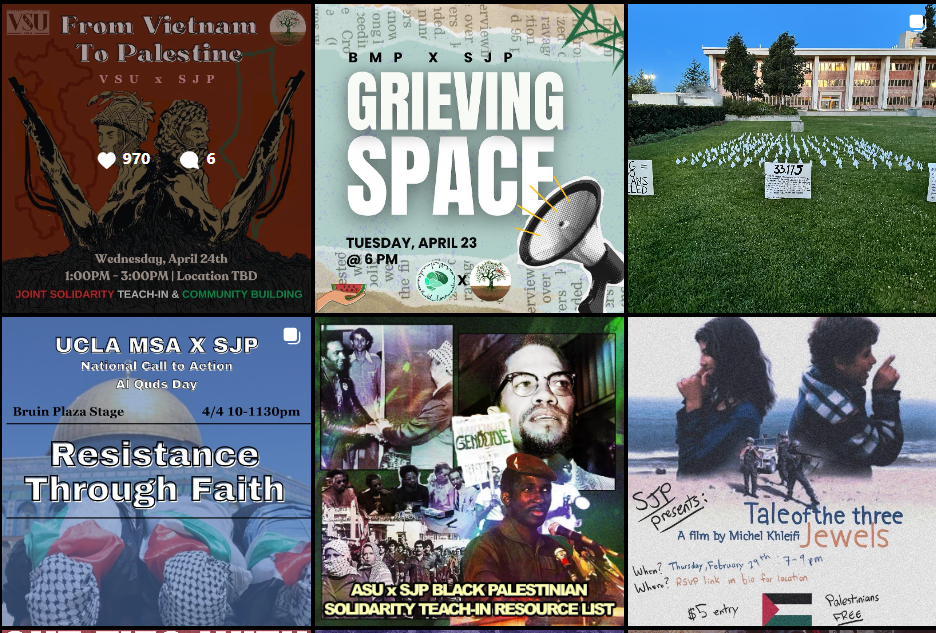 VSU
From Vietnam
To Palestine
VSU x SJP
970
6
Wednesday, April 24th
1:00PM - 3:00PM | Location TBD
JOINT SOLIDARITY TEACH-IN & COMMUNITY BUILDING
BMP X SJP
GRIEVING
SPACE
TUESDAY, APRIL 23
@ 6 PM
X
33,175
UCLA MSA X SJP
National Call to Action
Al Quds Day
Bruin Plaza Stage 4/4 10-1130pm
Resistance
Through Faith
GENOCIDE
ASU x SJP BLACK PALESTINIAN
SOLIDARITY TEACH-IN RESOURCE LIST
SJP
presents:
Tale of the three
Jewels
A film by Michel Khleifi
When? Thursday, February 29th 7-9 pm
Where? RSVP link in bio for location
$5 entry
Palestinians
FREE